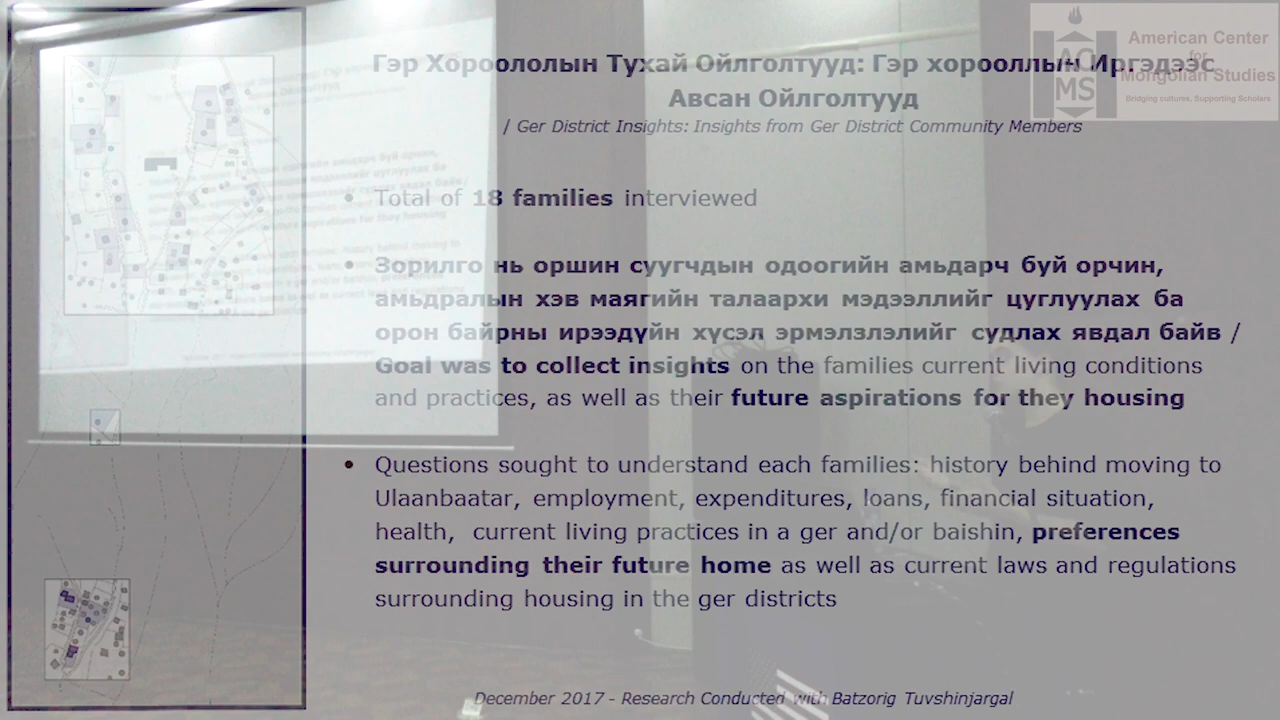 Гэр Хороололын Тухай Ойлголтууд: Гэр хорооллын Иргэдээс
Авсан Ойлголтууд
/ Ger District Insights: Insights from Ger District Community Members
American Center
for
Mongolian Studies
Bridging cultures, Supporting Scholars
AC
MS
• Total of 18 families interviewed
• Зорилго нь оршин суугчдын одоогийн амьдарч буй орчин,
амьдралын хэв маягийн талаархи мэдээллийг цуглуулах ба
орон байрны ирээдүйн хүсэл эрмэлзлэлийг судлах явдал байв /
Goal was to collect insights on the families current living conditions
and practices, as well as their future aspirations for they housing
• Questions sought to understand each families: history behind moving to
Ulaanbaatar, employment, expenditures, loans, financial situation,
health, current living practices in a ger and/or baishin, preferences
surrounding their future home as well as current laws and regulations
surrounding housing in the ger districts
December 2017 - Research Conducted with Batzorig Tuvshinjargal